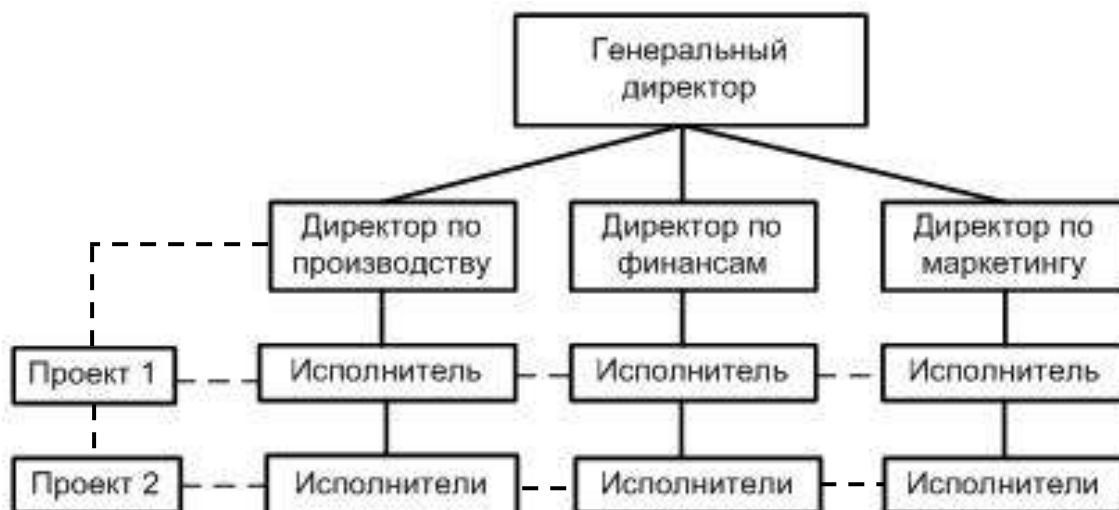 Генеральный
директор
Директор по
производству
Директор по
финансам
Директор по
маркетингу
Проект 1
Исполнитель
Исполнитель
Исполнитель
Проект 2
Исполнители
Исполнители
Исполнители